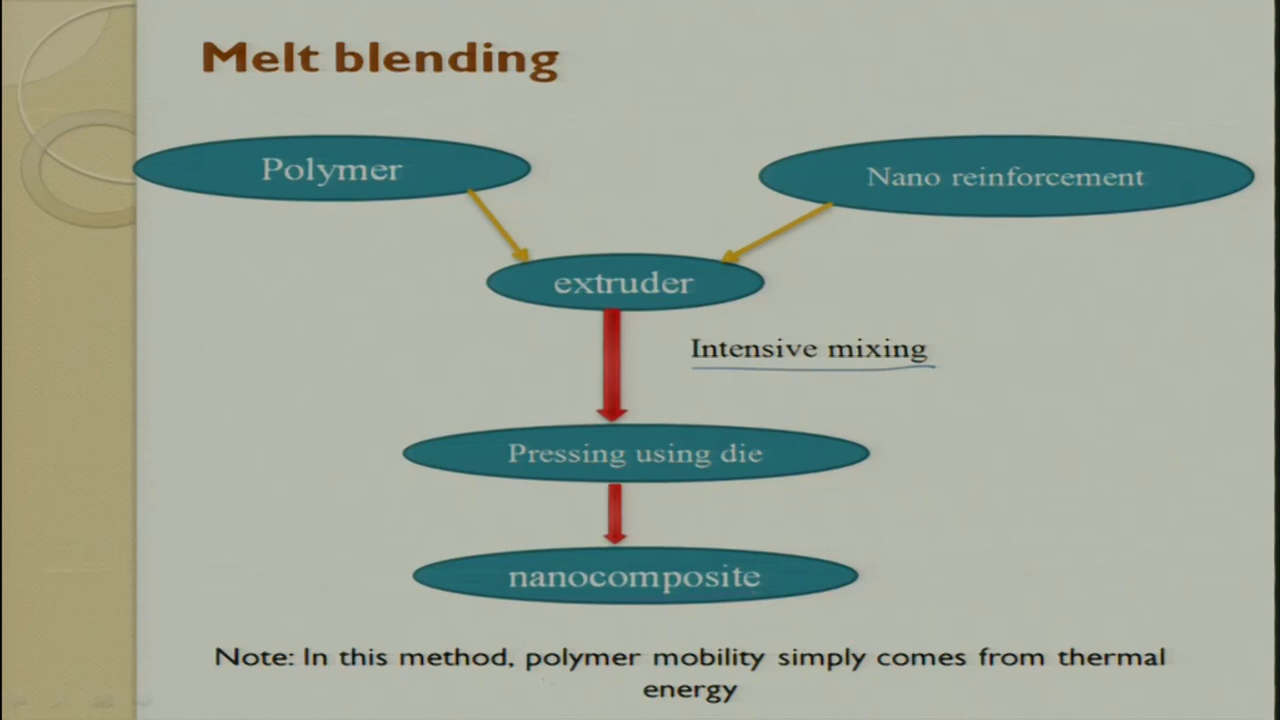 Melt blending
Polymer
Nano reinforcement
extruder
Intensive mixing
Pressing using die
nanocomposite
Note: In this method, polymer mobility simply comes from thermal
energy